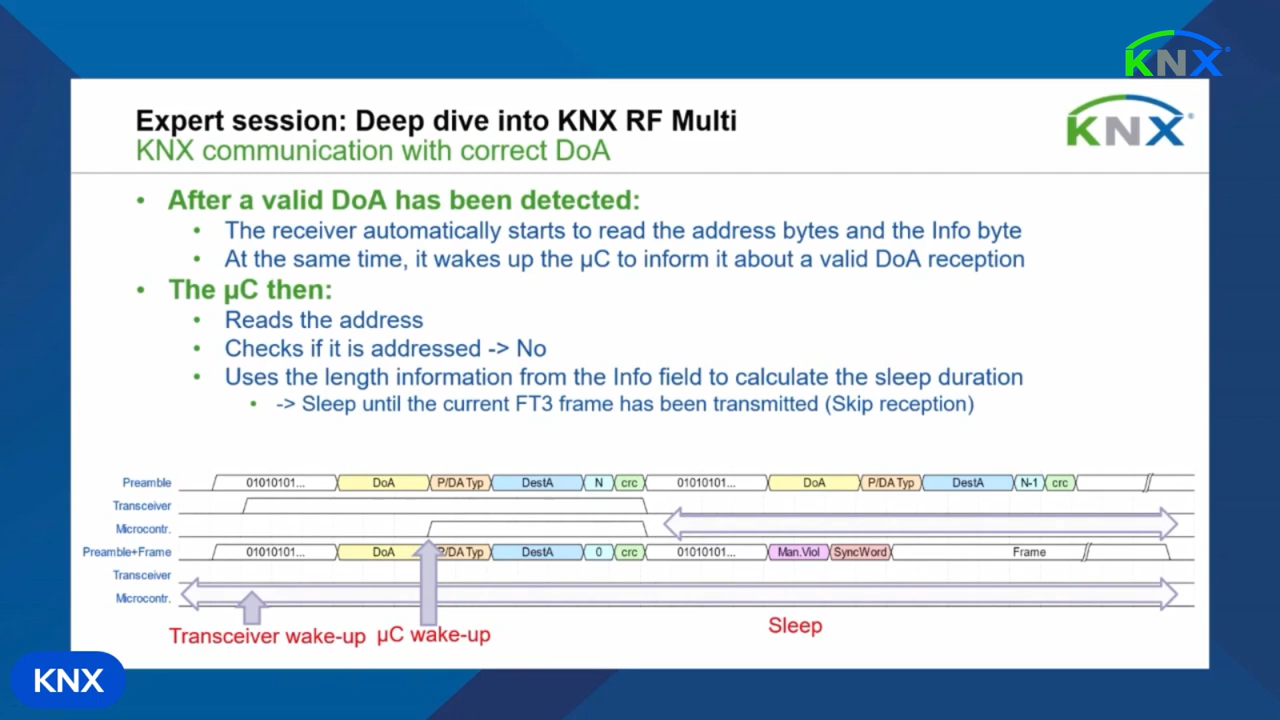 KNX
Expert session: Deep dive into KNX RF Multi
KNX communication with correct DoA
KNX
• After a valid DoA has been detected:
• The receiver automatically starts to read the address bytes and the Info byte
• At the same time, it wakes up the µC to inform it about a valid DoA reception
• The µC then:
• Reads the address
• Checks if it is addressed -> No
• Uses the length information from the Info field to calculate the sleep duration
• -> Sleep until the current FT3 frame has been transmitted (Skip reception)
Preamble 01010101... DoA P/DA Typ DestA N crc 01010101... DoA P/DA Typ DestA N-1 crc
Transceiver
Microcontr.
Preamble+Frame 01010101... DoA P/DA Typ DestA 0 crc 01010101... Man.Viol SyncWord Frame
Transceiver
Microcontr.
Transceiver wake-up µC wake-up Sleep
KNX